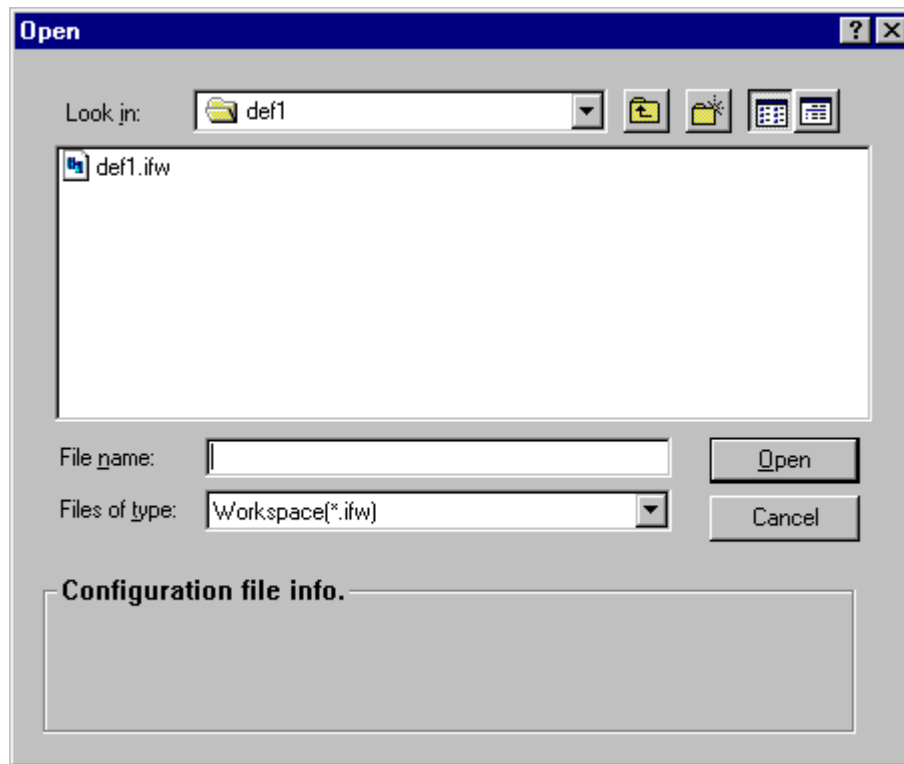 Open
Look in: def1
def1.ifw
File name: Open
Files of type: Workspace(*.ifw) Cancel
Configuration file info.